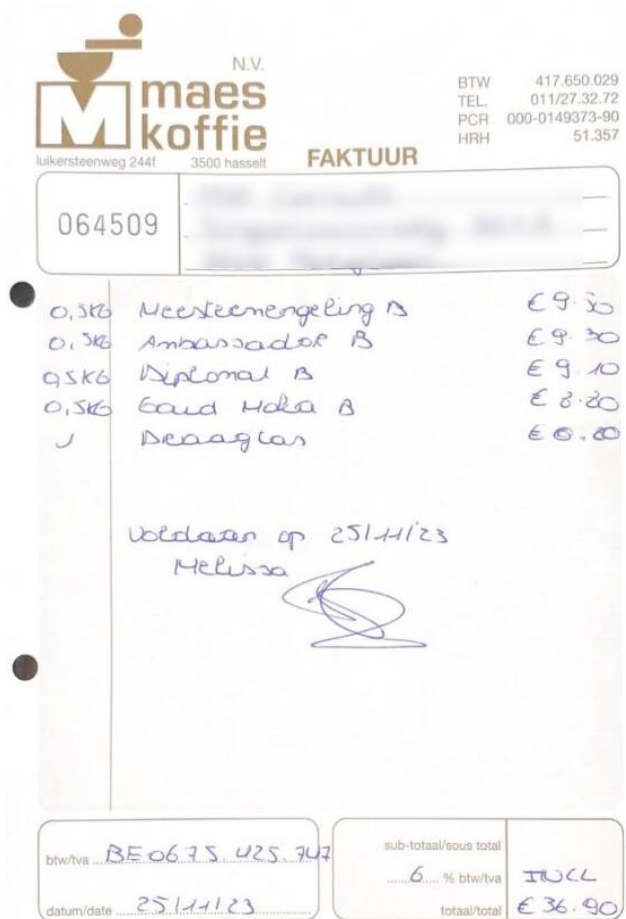 N.V.
maes
koffie
luikersteenweg 244f 3500 hasselt
FAKTUUR
BTW 417.650.029
TEL. 011/27.32.72
PCR 000-0149373-90
HRH 51.357
064509
0,5KG Meestermengeling B € 9.50
0,5KG Ambassador B € 9.30
0,5KG Diplomat B € 9.10
0,5KG Goud Moka B € 8.20
1 Draagtas € 0.80
Voldaan op 25/11/23
Melissa
btw/tva BE0675.425.747
datum/date 25/11/23
sub-totaal/sous total
6 % btw/tva INCL
totaal/total € 36.90